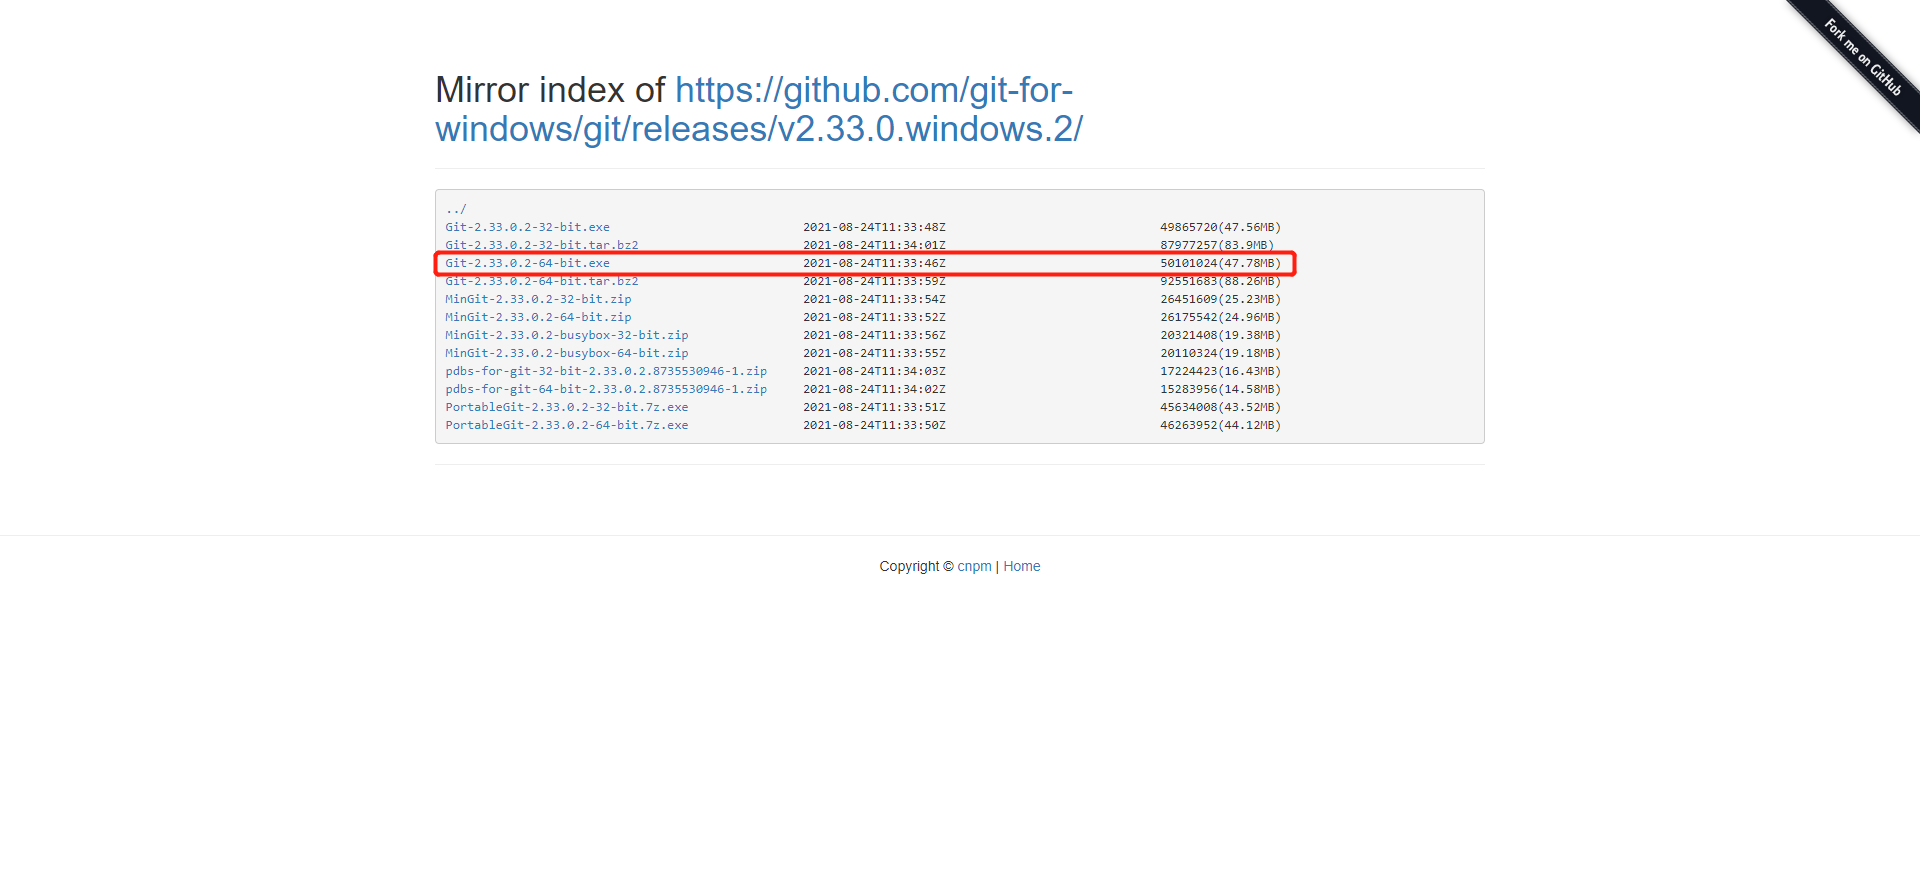 Fork me on GitHub
Mirror index of https://github.com/git-for-
windows/git/releases/v2.33.0.windows.2/
../
Git-2.33.0.2-32-bit.exe 2021-08-24T11:33:48Z 49865720(47.56MB)
Git-2.33.0.2-32-bit.tar.bz2 2021-08-24T11:34:01Z 87977257(83.9MB)
Git-2.33.0.2-64-bit.exe 2021-08-24T11:33:46Z 50101024(47.78MB)
Git-2.33.0.2-64-bit.tar.bz2 2021-08-24T11:33:59Z 92551683(88.26MB)
MinGit-2.33.0.2-32-bit.zip 2021-08-24T11:33:54Z 26451609(25.23MB)
MinGit-2.33.0.2-64-bit.zip 2021-08-24T11:33:52Z 26175542(24.96MB)
MinGit-2.33.0.2-busybox-32-bit.zip 2021-08-24T11:33:56Z 20321408(19.38MB)
MinGit-2.33.0.2-busybox-64-bit.zip 2021-08-24T11:33:55Z 20110324(19.18MB)
pdbs-for-git-32-bit-2.33.0.2.8735530946-1.zip 2021-08-24T11:34:03Z 17224423(16.43MB)
pdbs-for-git-64-bit-2.33.0.2.8735530946-1.zip 2021-08-24T11:34:02Z 15283956(14.58MB)
PortableGit-2.33.0.2-32-bit.7z.exe 2021-08-24T11:33:51Z 45634008(43.52MB)
PortableGit-2.33.0.2-64-bit.7z.exe 2021-08-24T11:33:50Z 46263952(44.12MB)
Copyright © cnpm | Home